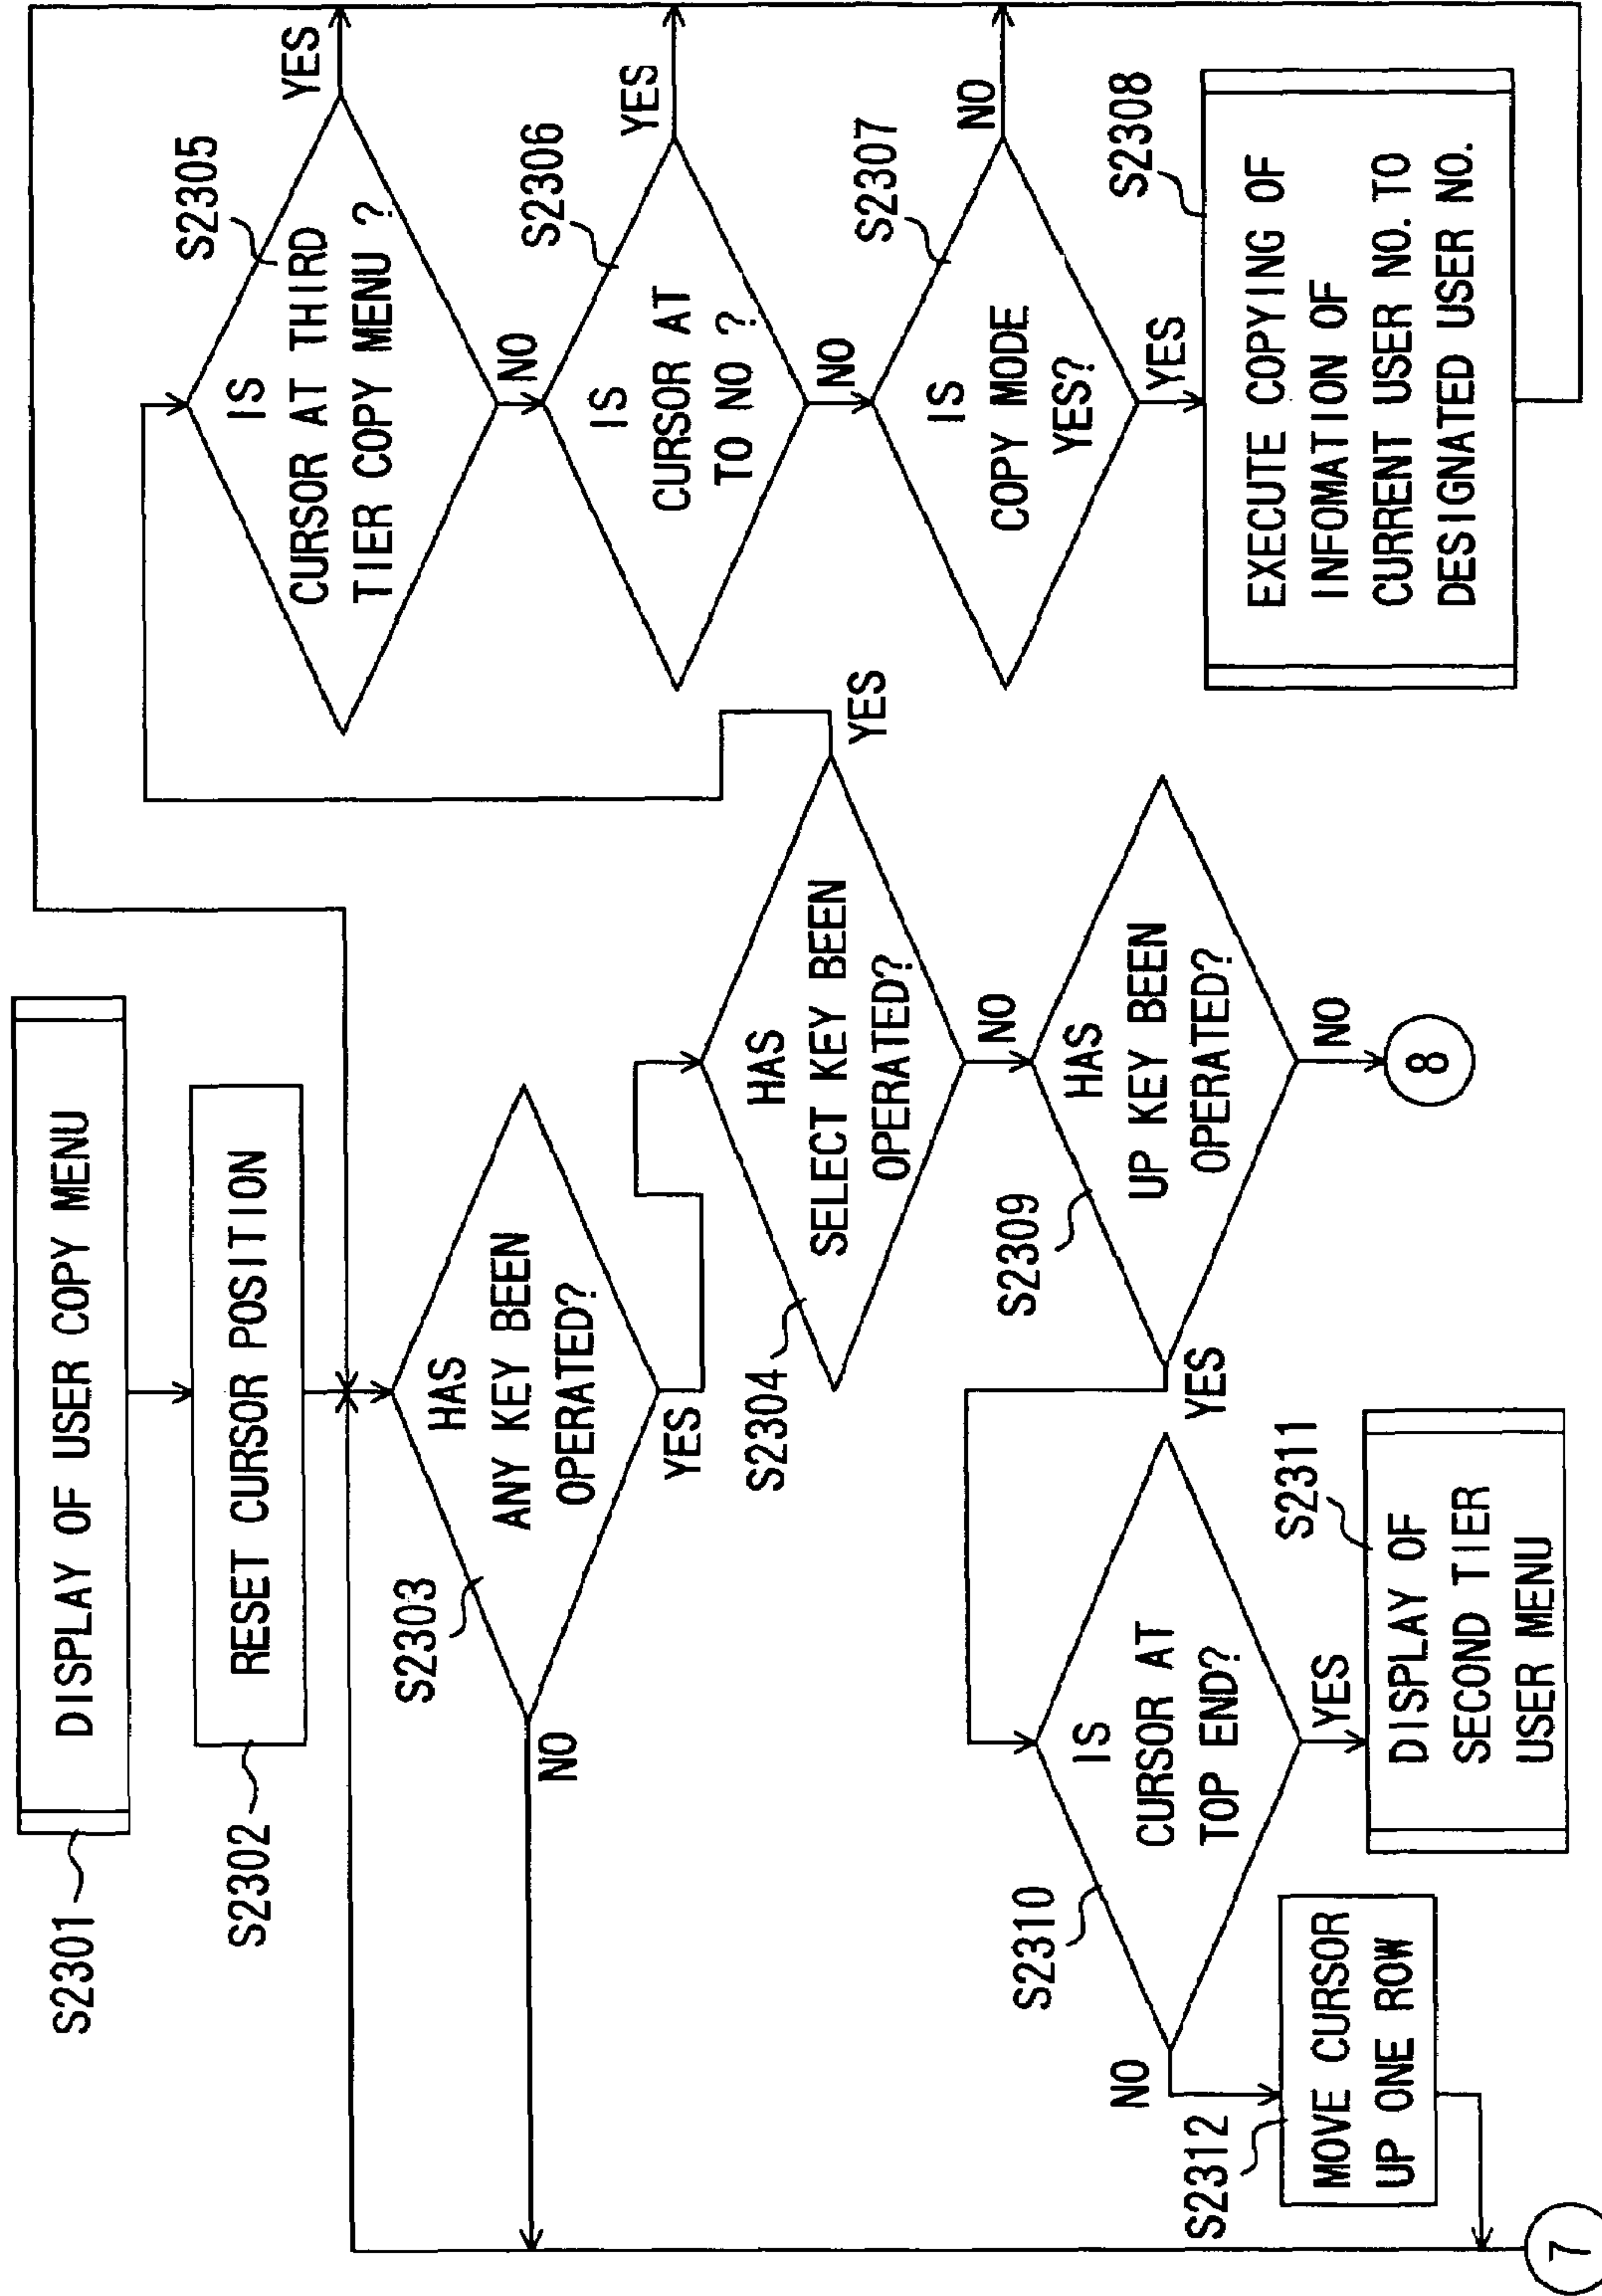 S2301
DISPLAY OF USER COPY MENU
S2302
RESET CURSOR POSITION
S2303
HAS
ANY KEY BEEN
OPERATED?
NO
YES
S2304
HAS
SELECT KEY BEEN
OPERATED?
YES
NO
S2305
IS
CURSOR AT THIRD
TIER COPY MENU ?
YES
NO
S2306
IS
CURSOR AT
TO NO ?
YES
NO
S2307
IS
COPY MODE
YES?
NO
YES
S2308
EXECUTE COPYING OF
INFOMATION OF
CURRENT USER NO. TO
DESIGNATED USER NO.
S2309
HAS
UP KEY BEEN
OPERATED?
YES
NO
8
S2310
IS
CURSOR AT
TOP END?
NO
YES
S2311
DISPLAY OF
SECOND TIER
USER MENU
S2312
MOVE CURSOR
UP ONE ROW
7